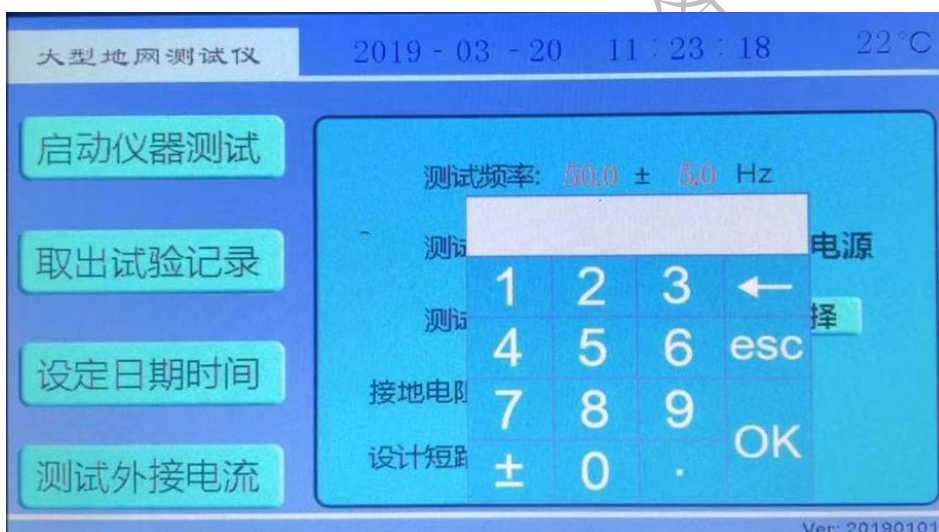 大型地网测试仪 2019 - 03 - 20 11 : 23 : 18 22°C
启动仪器测试
取出试验记录
设定日期时间
测试外接电流
测试频率: 50.0 ± 5.0 Hz
测 电源
测 择
接地电
设计短
1 2 3 ←
4 5 6 esc
7 8 9
± 0 . OK
Ver: 20190101